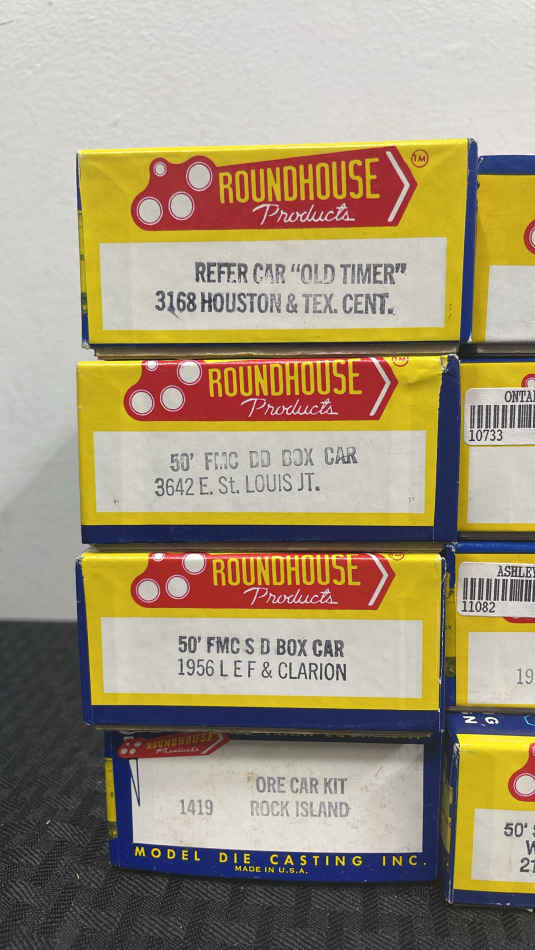 ROUNDHOUSE TM
Products
REFER CAR "OLD TIMER"
3168 HOUSTON & TEX. CENT.
ROUNDHOUSE TM
Products
50' FMC DD BOX CAR
3642 E. St. LOUIS JT.
ROUNDHOUSE
Products
50' FMC S D BOX CAR
1956 L E F & CLARION
ROUNDHOUSE
Products
ORE CAR KIT
1419 ROCK ISLAND
MODEL DIE CASTING INC.
MADE IN U.S.A.
10733
11082
19
50'
21